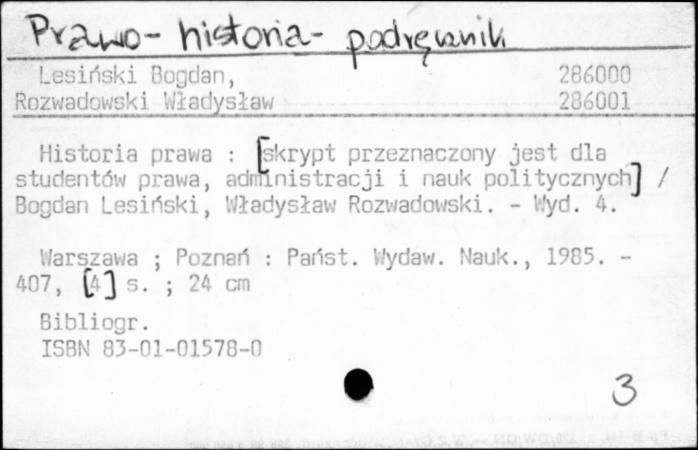 Prawo - historia - podręcznik
Lesiński Bogdan, 286000
Rozwadowski Władysław 286001
Historia prawa : [skrypt przeznaczony jest dla
studentów prawa, administracji i nauk politycznych] /
Bogdan Lesiński, Władysław Rozwadowski. - Wyd. 4.
Warszawa ; Poznań : Państ. Wydaw. Nauk., 1985. -
407, [4] s. ; 24 cm
Bibliogr.
ISBN 83-01-01578-0
3